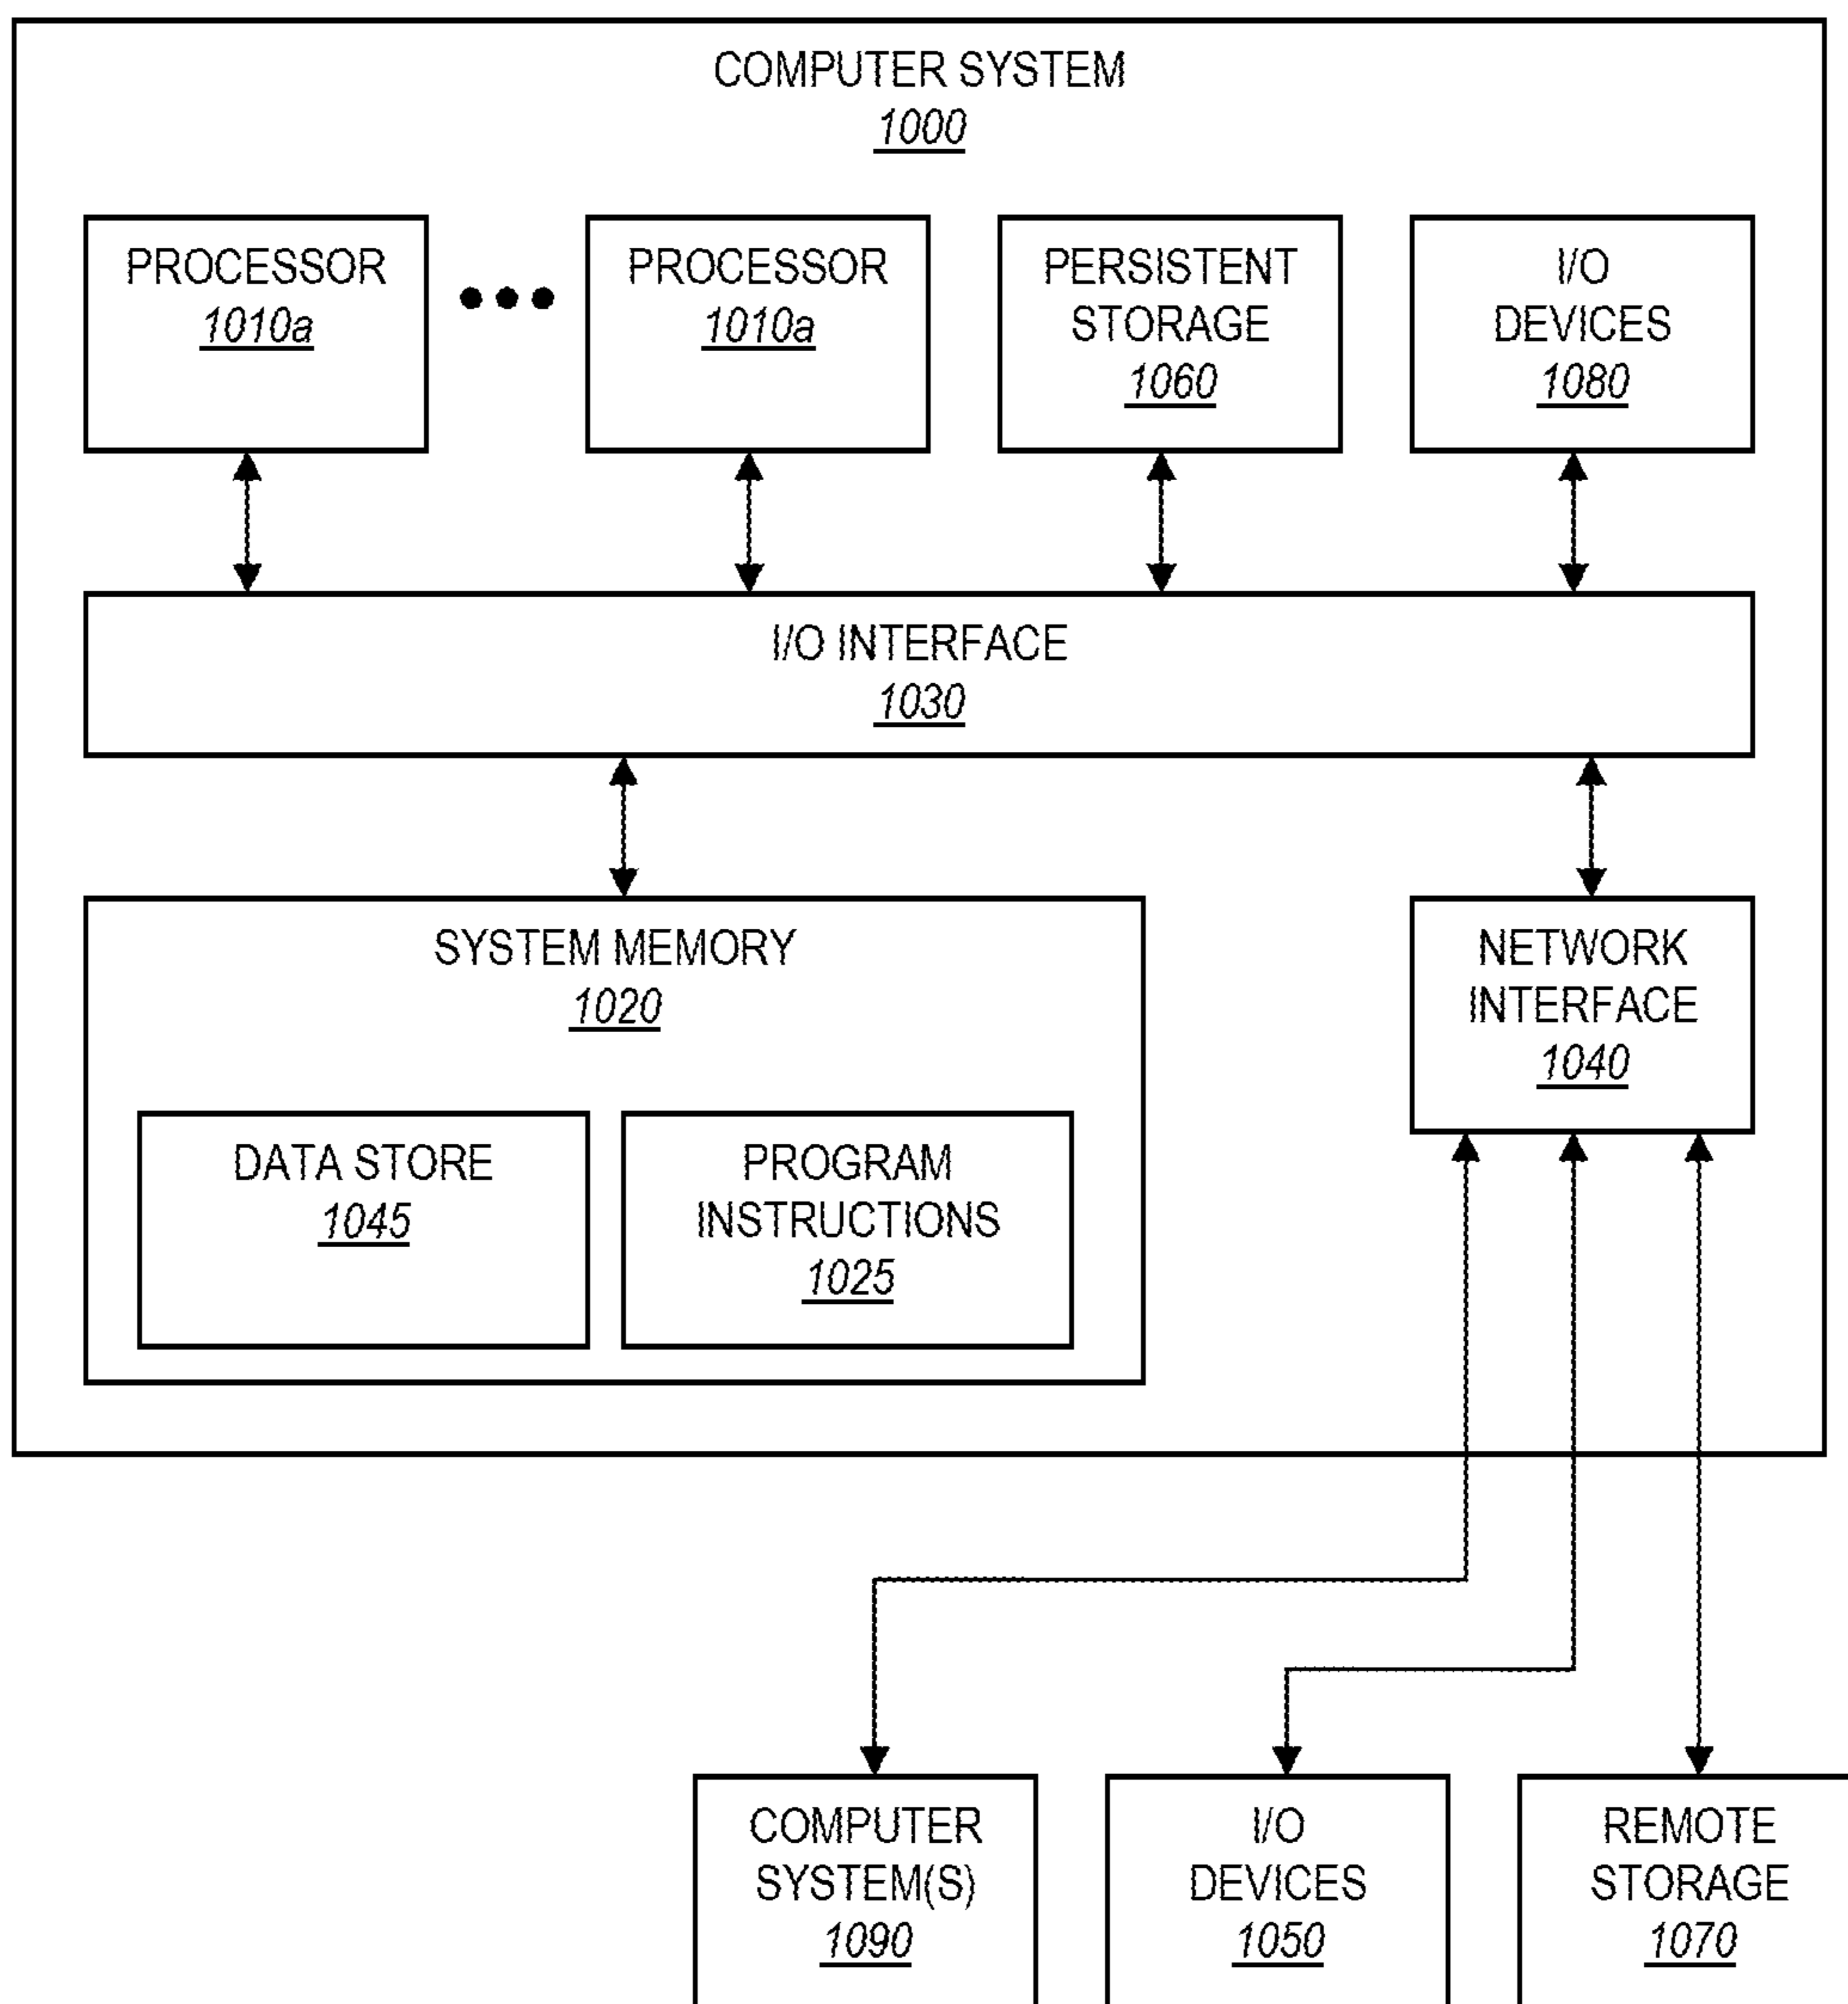 COMPUTER SYSTEM
1000
PROCESSOR
1010a
PROCESSOR
1010a
PERSISTENT
STORAGE
1060
I/O
DEVICES
1080
I/O INTERFACE
1030
SYSTEM MEMORY
1020
DATA STORE
1045
PROGRAM
INSTRUCTIONS
1025
NETWORK
INTERFACE
1040
COMPUTER
SYSTEM(S)
1090
I/O
DEVICES
1050
REMOTE
STORAGE
1070